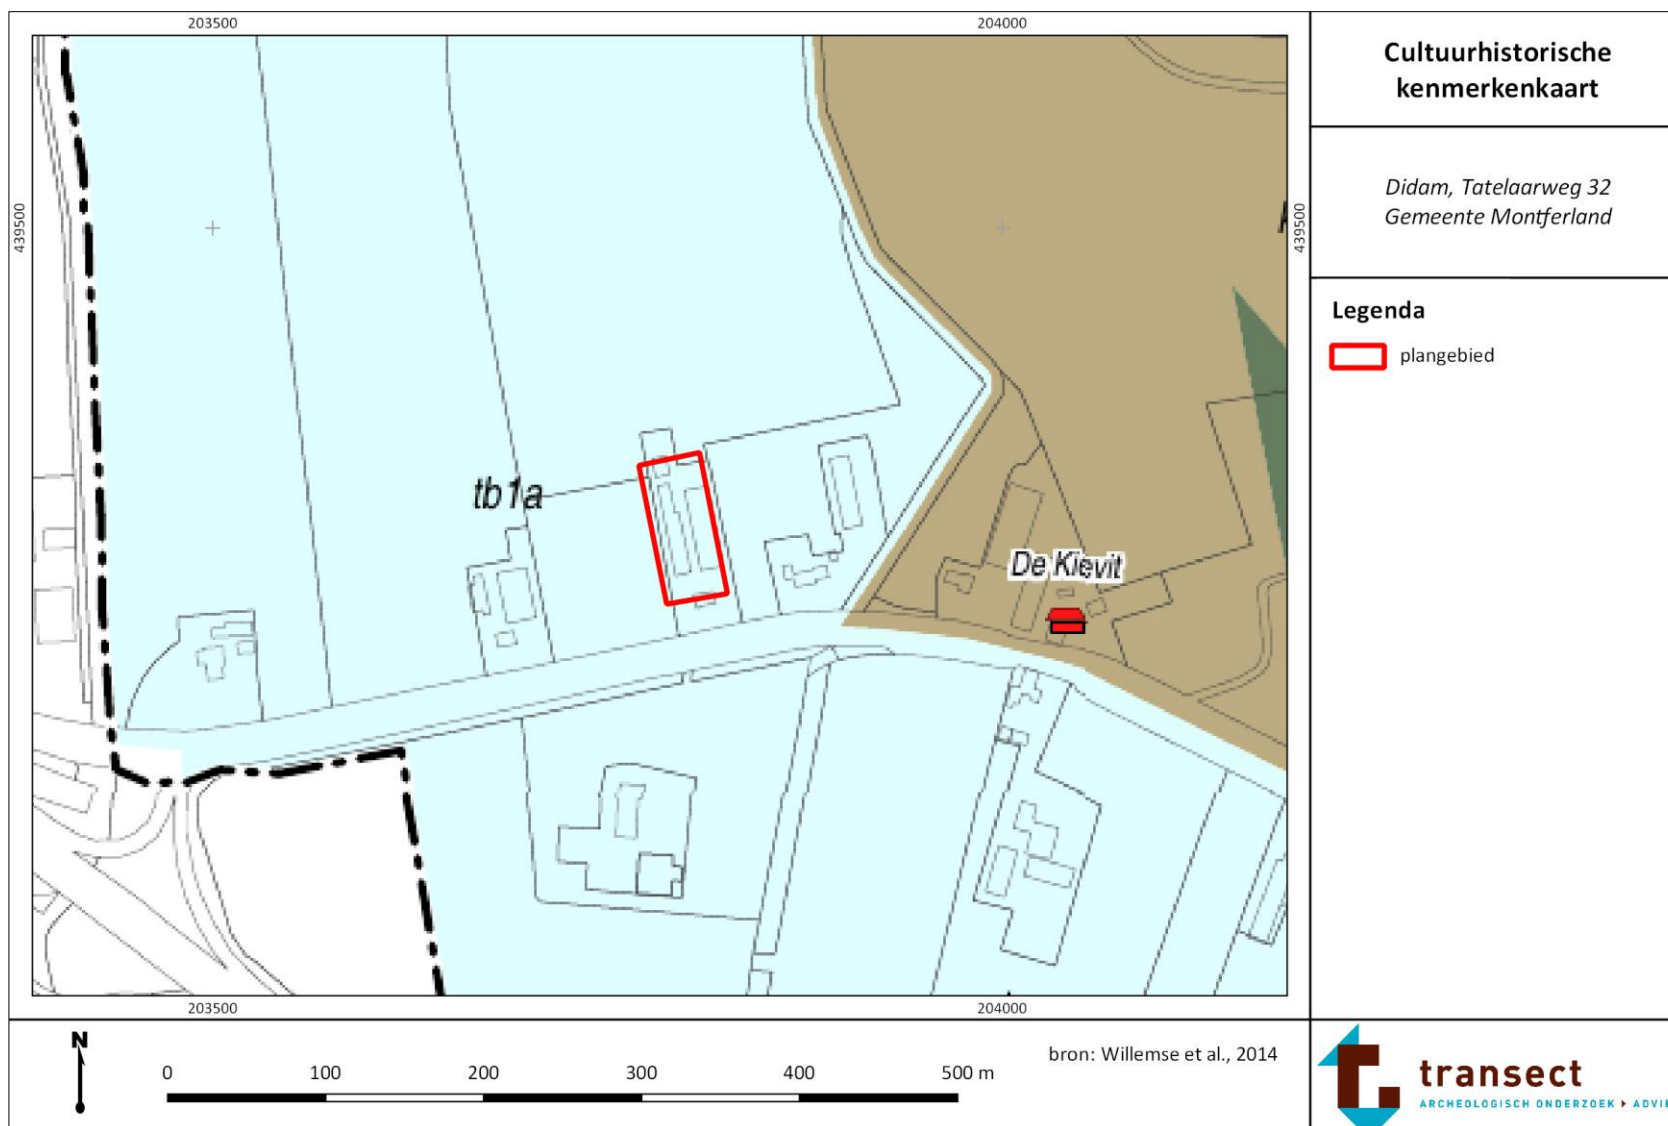 203500
204000
439500
439500
tb1a
De Kievit
203500
204000
Cultuurhistorische
kenmerkenkaart
Didam, Tatelaarweg 32
Gemeente Montferland
Legenda
plangebied
N
0
100
200
300
400
500 m
bron: Willemse et al., 2014
transect
ARCHEOLOGISCH ONDERZOEK ▸ ADVIE